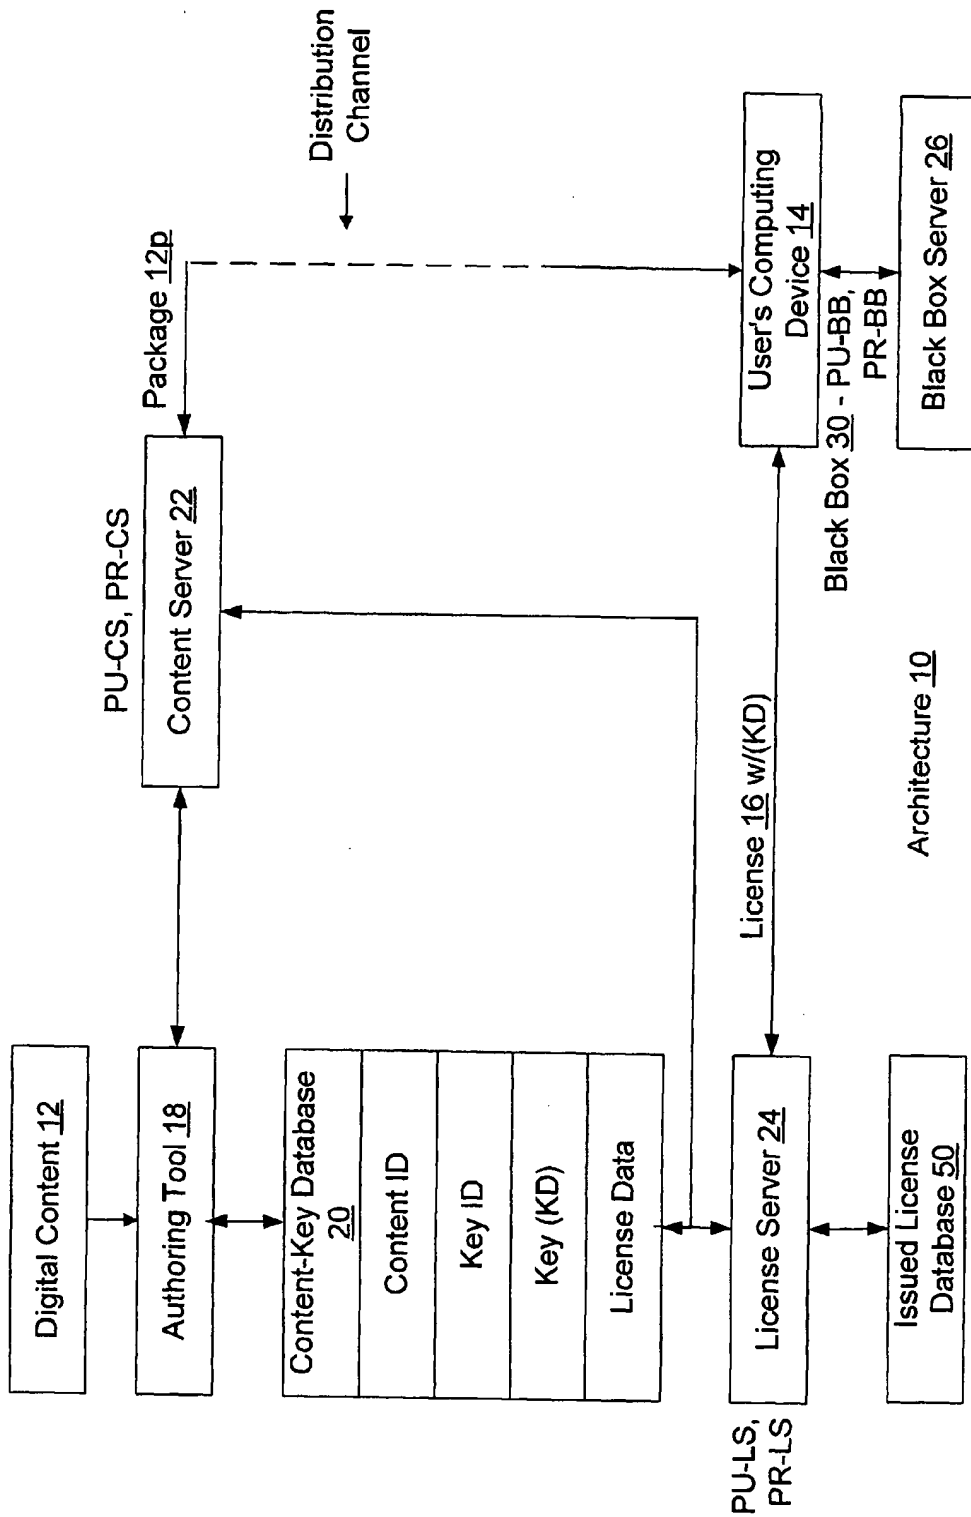 Digital Content 12
Authoring Tool 18
Content-Key Database
20
Content ID
Key ID
Key (KD)
License Data
PU-LS,
PR-LS
License Server 24
Issued License
Database 50
PU-CS, PR-CS
Content Server 22
Package 12p
Distribution
Channel
License 16 w/(KD)
User's Computing
Device 14
Black Box 30 - PU-BB,
PR-BB
Black Box Server 26
Architecture 10